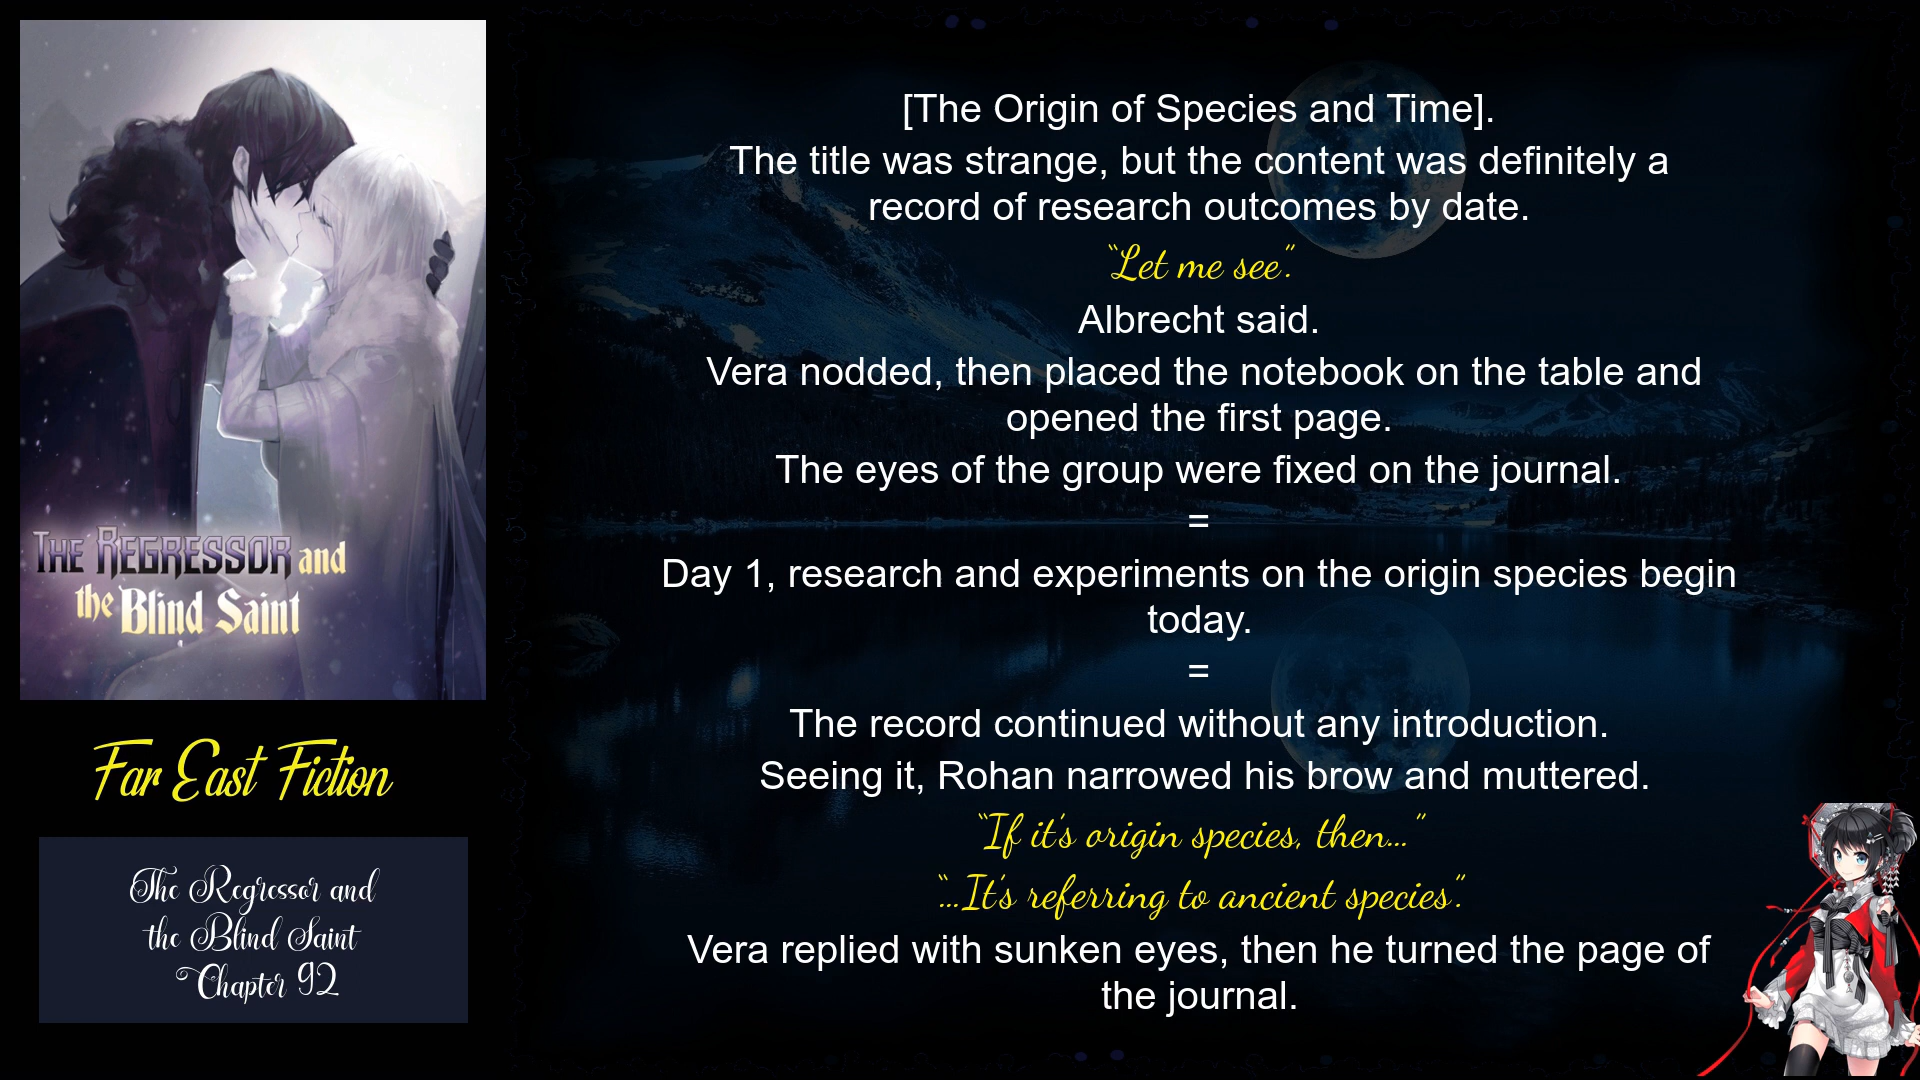 THE REGRESSOR and
the Blind Saint
Far East Fiction
The Regressor and
the Blind Saint
Chapter 92
[The Origin of Species and Time].
The title was strange, but the content was definitely a
record of research outcomes by date.
“Let me see”.
Albrecht said.
Vera nodded, then placed the notebook on the table and
opened the first page.
The eyes of the group were fixed on the journal.
=
Day 1, research and experiments on the origin species begin
today.
=
The record continued without any introduction.
Seeing it, Rohan narrowed his brow and muttered.
“If it’s origin species, then…”
“…It’s referring to ancient species”.
Vera replied with sunken eyes, then he turned the page of
the journal.